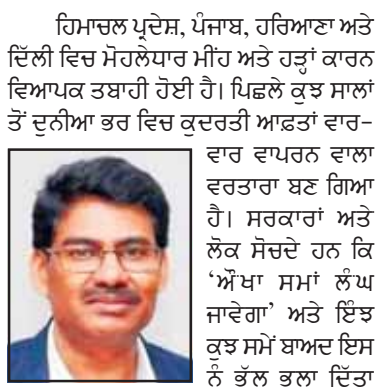 ਹਿਮਾਚਲ ਪ੍ਰਦੇਸ਼, ਪੰਜਾਬ, ਹਰਿਆਣਾ ਅਤੇ
ਦਿੱਲੀ ਵਿਚ ਮੋਹਲੇਧਾਰ ਮੀਂਹ ਅਤੇ ਹੜ੍ਹਾਂ ਕਾਰਨ
ਵਿਆਪਕ ਤਬਾਹੀ ਹੋਈ ਹੈ। ਪਿਛਲੇ ਕੁਝ ਸਾਲਾਂ
ਤੋਂ ਦੁਨੀਆ ਭਰ ਵਿਚ ਕੁਦਰਤੀ ਆਫ਼ਤਾਂ ਵਾਰ-
ਵਾਰ ਵਾਪਰਨ ਵਾਲਾ
ਵਰਤਾਰਾ ਬਣ ਗਿਆ
ਹੈ। ਸਰਕਾਰਾਂ ਅਤੇ
ਲੋਕ ਸੋਚਦੇ ਹਨ ਕਿ
‘ਔਖਾ ਸਮਾਂ ਲੰਘ
ਜਾਵੇਗਾ’ ਅਤੇ ਇੰਝ
ਕੁਝ ਸਮੇਂ ਬਾਅਦ ਇਸ
ਨੂੰ ਭੁੱਲ ਭੁਲਾ ਦਿੱਤਾ